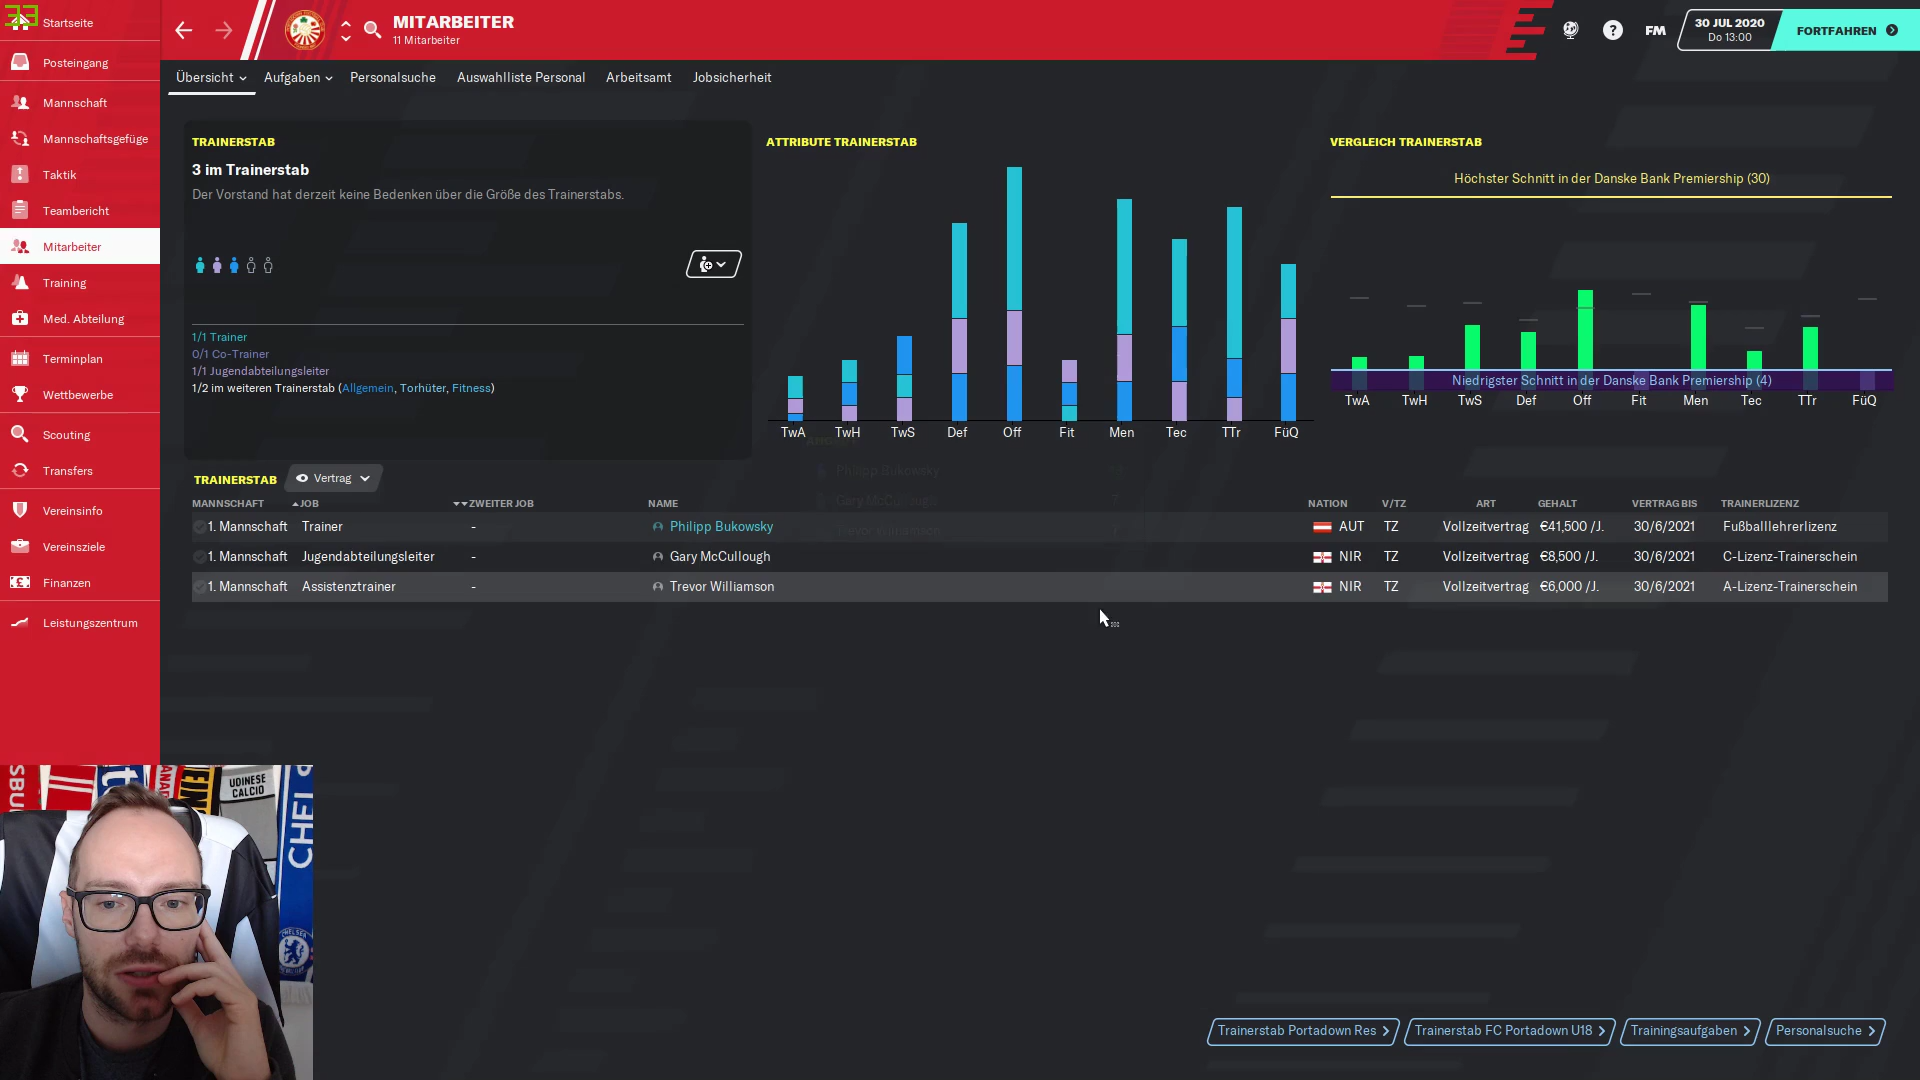 33
Startseite
Posteingang
Mannschaft
Mannschaftsgefüge
Taktik
Teambericht
Mitarbeiter
Training
Med. Abteilung
Terminplan
Wettbewerbe
Scouting
Transfers
Vereinsinfo
Vereinsziele
Finanzen
Leistungszentrum
MITARBEITER
11 Mitarbeiter
?
FM
30 JUL 2020
Do 13:00
FORTFAHREN
Übersicht
Aufgaben
Personalsuche
Auswahlliste Personal
Arbeitsamt
Jobsicherheit
TRAINERSTAB
3 im Trainerstab
Der Vorstand hat derzeit keine Bedenken über die Größe des Trainerstabs.
1/1 Trainer
0/1 Co-Trainer
1/1 Jugendabteilungsleiter
1/2 im weiteren Trainerstab (Allgemein, Torhüter, Fitness)
ATTRIBUTE TRAINERSTAB
TwA TwH TwS Def Off Fit Men Tec TTr FüQ
VERGLEICH TRAINERSTAB
Höchster Schnitt in der Danske Bank Premiership (30)
Niedrigster Schnitt in der Danske Bank Premiership (4)
TwA TwH TwS Def Off Fit Men Tec TTr FüQ
Philipp Bukowsky
Gary McCullough
Trevor Williamson
TRAINERSTAB Vertrag
MANNSCHAFT JOB ZWEITER JOB NAME NATION V/TZ ART GEHALT VERTRAG BIS TRAINERLIZENZ
1. Mannschaft Trainer - Philipp Bukowsky AUT TZ Vollzeitvertrag €41,500 /J. 30/6/2021 Fußballlehrerlizenz
1. Mannschaft Jugendabteilungsleiter - Gary McCullough NIR TZ Vollzeitvertrag €8,500 /J. 30/6/2021 C-Lizenz-Trainerschein
1. Mannschaft Assistenztrainer - Trevor Williamson NIR TZ Vollzeitvertrag €6,000 /J. 30/6/2021 A-Lizenz-Trainerschein
UDINESE
CALCIO
CHELS
Trainerstab Portadown Res
Trainerstab FC Portadown U18
Trainingsaufgaben
Personalsuche